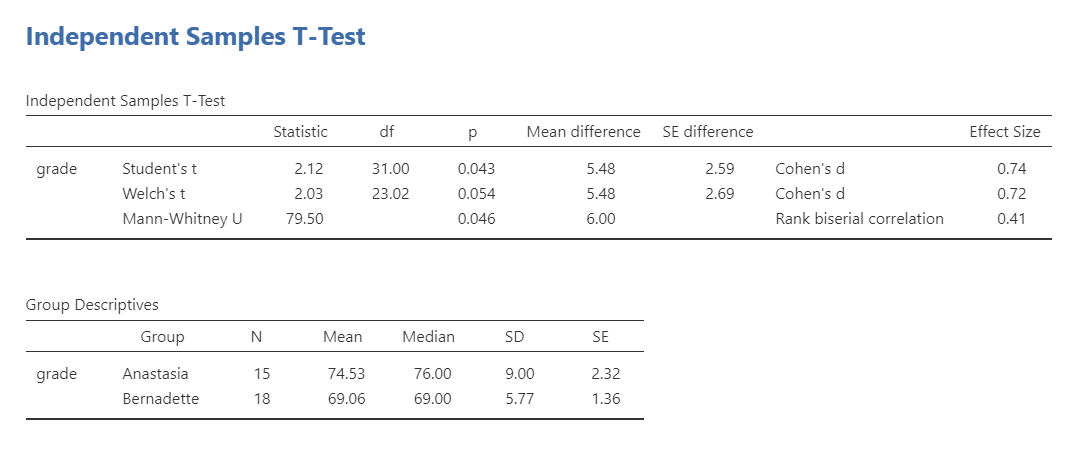 Independent Samples T-Test
Independent Samples T-Test
Statistic df p Mean difference SE difference Effect Size
grade Student's t 2.12 31.00 0.043 5.48 2.59 Cohen's d 0.74
Welch's t 2.03 23.02 0.054 5.48 2.69 Cohen's d 0.72
Mann-Whitney U 79.50 0.046 6.00 Rank biserial correlation 0.41
Group Descriptives
Group N Mean Median SD SE
grade Anastasia 15 74.53 76.00 9.00 2.32
Bernadette 18 69.06 69.00 5.77 1.36